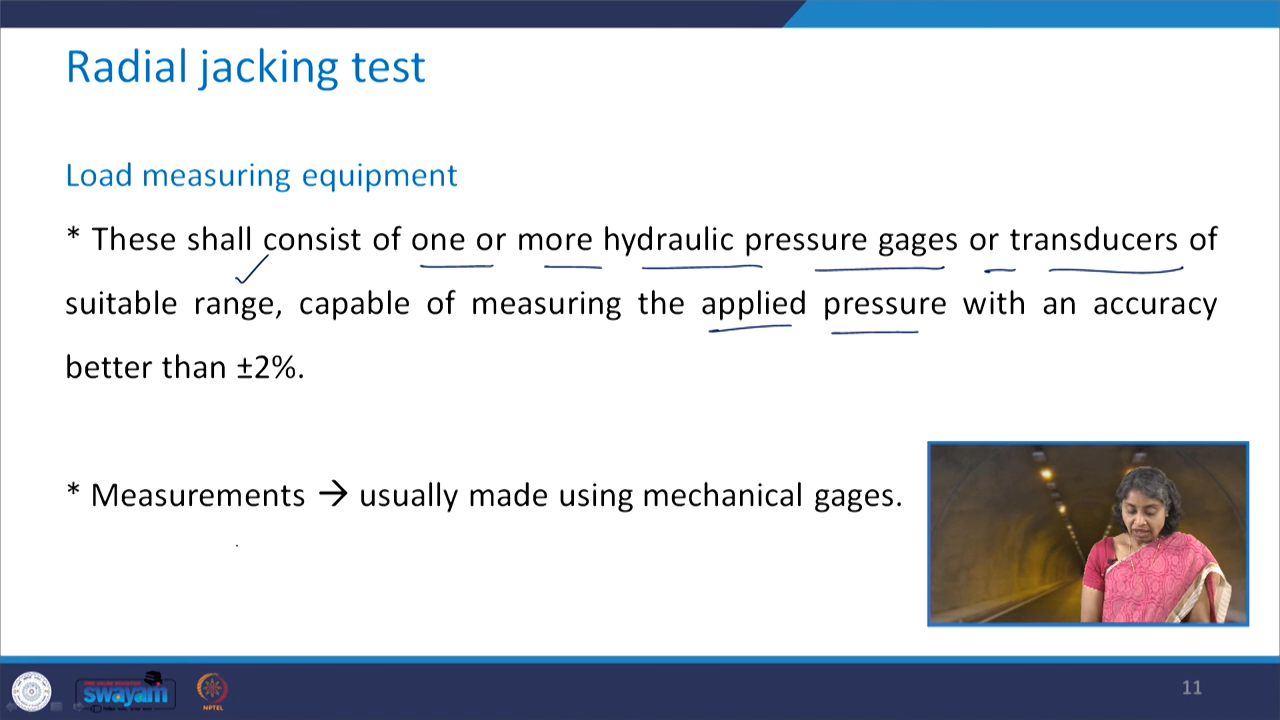 Radial jacking test
Load measuring equipment
* These shall consist of one or more hydraulic pressure gages or transducers of
suitable range, capable of measuring the applied pressure with an accuracy
better than ±2%.
* Measurements → usually made using mechanical gages.
swayam
NPTEL
11